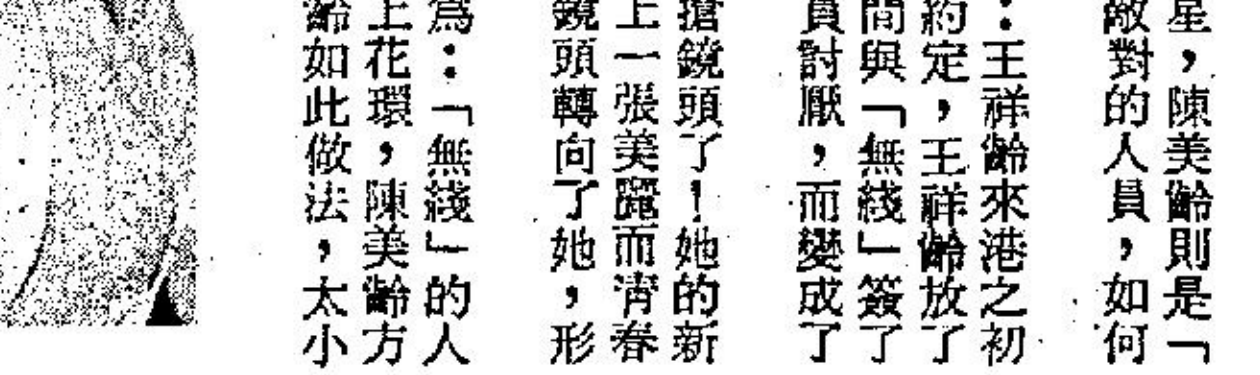 星，陳美齡則是「
敵對的人員，如何
：王祥齡來港之初
約定，王祥齡放了
間與「無綫」簽了
員討厭，而變成了
搶鏡頭了！她的新
上一張美麗而青春
鏡頭轉向了她，形
爲：「無綫」的人
上花環，陳美齡方
齡如此做法，太小